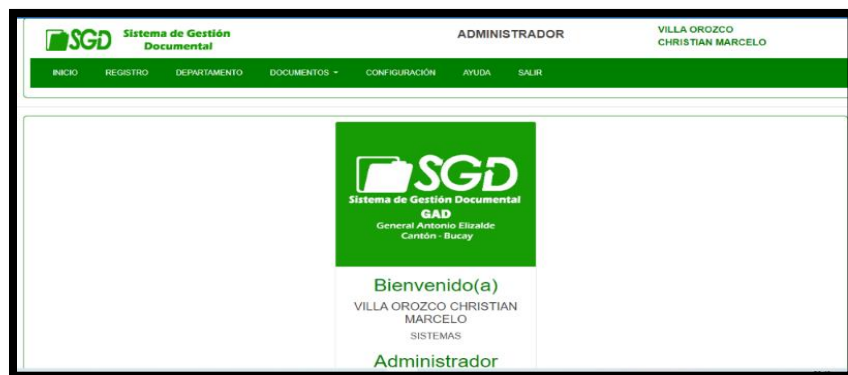 SGD
Sistema de Gestión
Documental
ADMINISTRADOR
VILLA OROZCO
CHRISTIAN MARCELO
INICIO REGISTRO DEPARTAMENTO DOCUMENTOS CONFIGURACIÓN AYUDA SALIR
SGD
Sistema de Gestión Documental
GAD
General Antonio Elizalde
Cantón - Bucay
Bienvenido(a)
VILLA OROZCO CHRISTIAN
MARCELO
SISTEMAS
Administrador